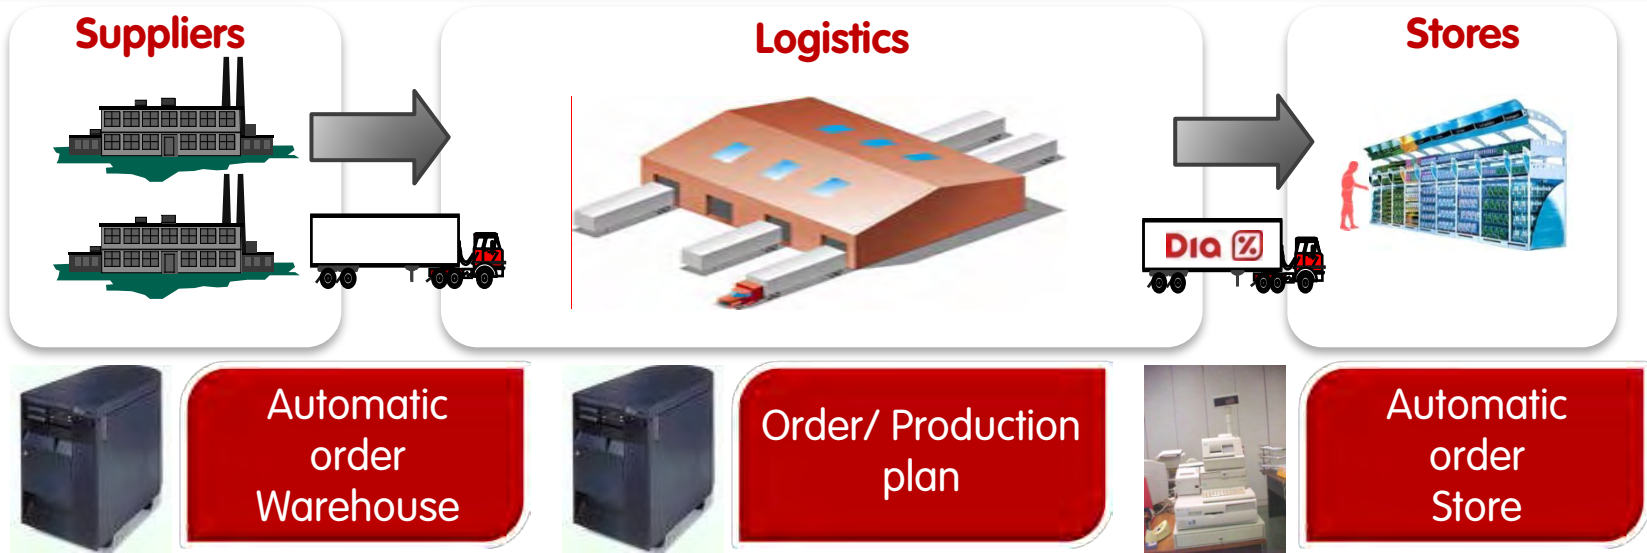 Suppliers
Logistics
Stores
Dia %
Automatic
order
Warehouse
Order/ Production
plan
Automatic
order
Store